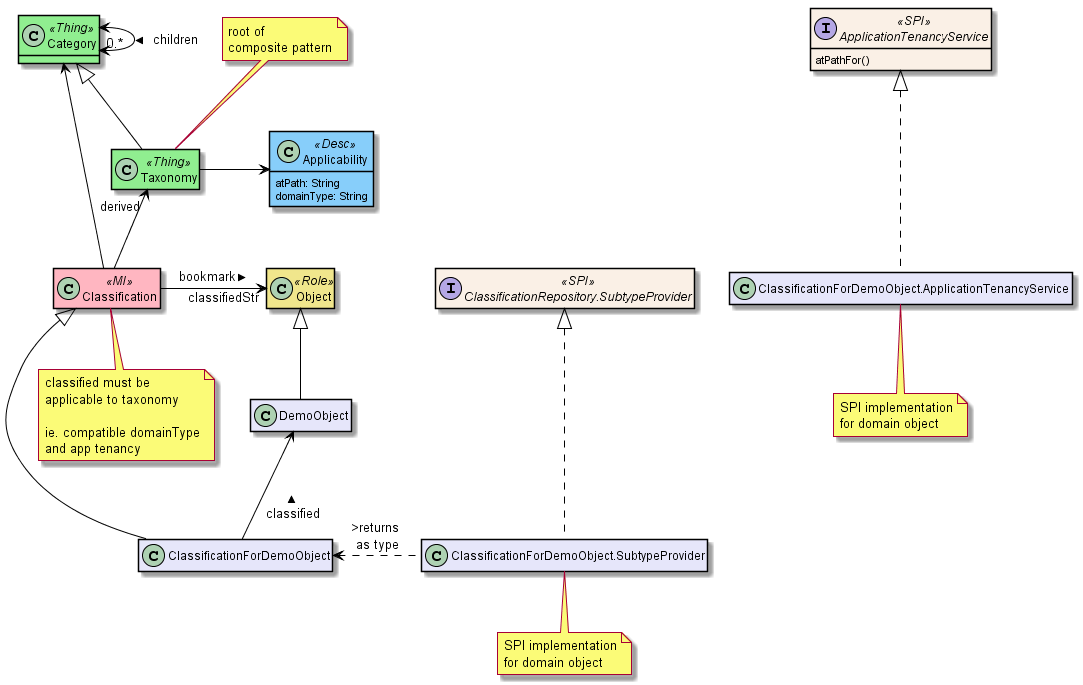 C
«Thing»
Category
0..*
◄ children
root of
composite pattern
I
«SPI»
ApplicationTenancyService
atPathFor()
C
«Thing»
Taxonomy
C
«Desc»
Applicability
atPath: String
domainType: String
derived
C
«MI»
Classification
bookmark ►
classifiedStr
C
«Role»
Object
I
«SPI»
ClassificationRepository.SubtypeProvider
C
ClassificationForDemoObject.ApplicationTenancyService
classified must be
applicable to taxonomy
ie. compatible domainType
and app tenancy
C
DemoObject
SPI implementation
for domain object
▲
classified
C
ClassificationForDemoObject
>returns
as type
C
ClassificationForDemoObject.SubtypeProvider
SPI implementation
for domain object